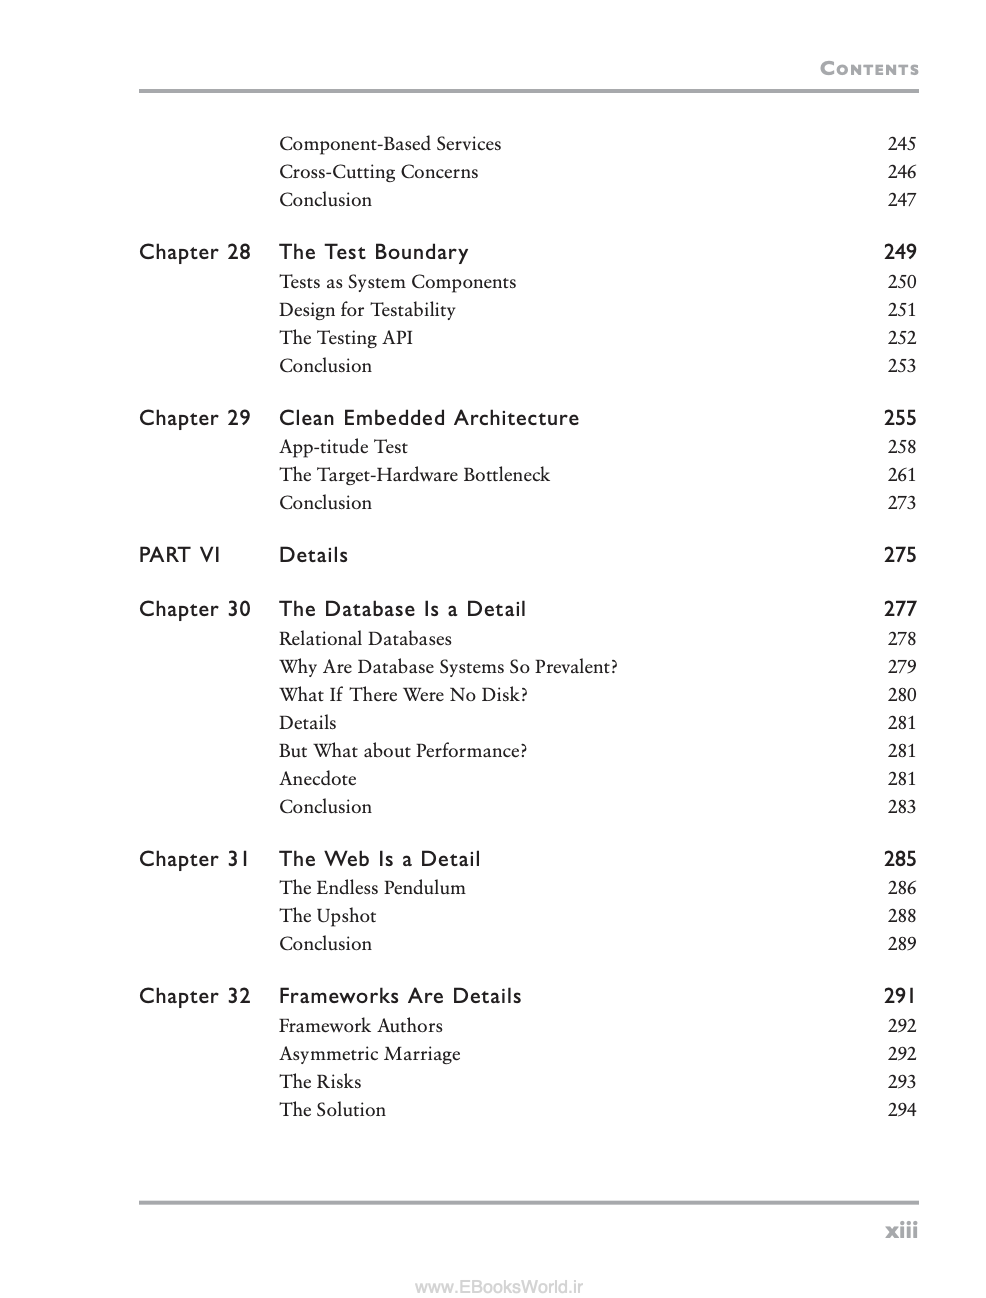 CONTENTS
Component-Based Services 245
Cross-Cutting Concerns 246
Conclusion 247
Chapter 28 The Test Boundary 249
Tests as System Components 250
Design for Testability 251
The Testing API 252
Conclusion 253
Chapter 29 Clean Embedded Architecture 255
App-titude Test 258
The Target-Hardware Bottleneck 261
Conclusion 273
PART VI Details 275
Chapter 30 The Database Is a Detail 277
Relational Databases 278
Why Are Database Systems So Prevalent? 279
What If There Were No Disk? 280
Details 281
But What about Performance? 281
Anecdote 281
Conclusion 283
Chapter 31 The Web Is a Detail 285
The Endless Pendulum 286
The Upshot 288
Conclusion 289
Chapter 32 Frameworks Are Details 291
Framework Authors 292
Asymmetric Marriage 292
The Risks 293
The Solution 294
xiii
www.EBooksWorld.ir